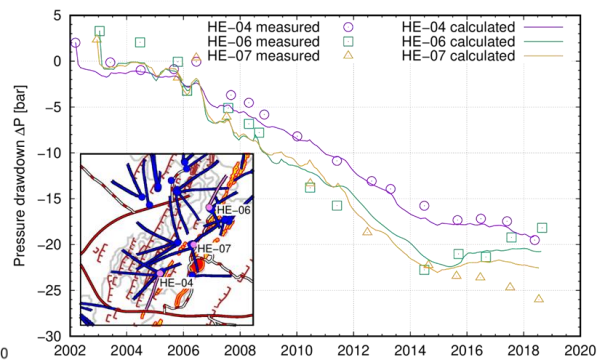 HE−04 measured
HE−06 measured
HE−07 measured
HE−04 calculated
HE−06 calculated
HE−07 calculated
Pressure drawdown ΔP [bar]
5
0
−5
−10
−15
−20
−25
−30
HE−06
HE−07
HE−04
0
2002 2004 2006 2008 2010 2012 2014 2016 2018 2020